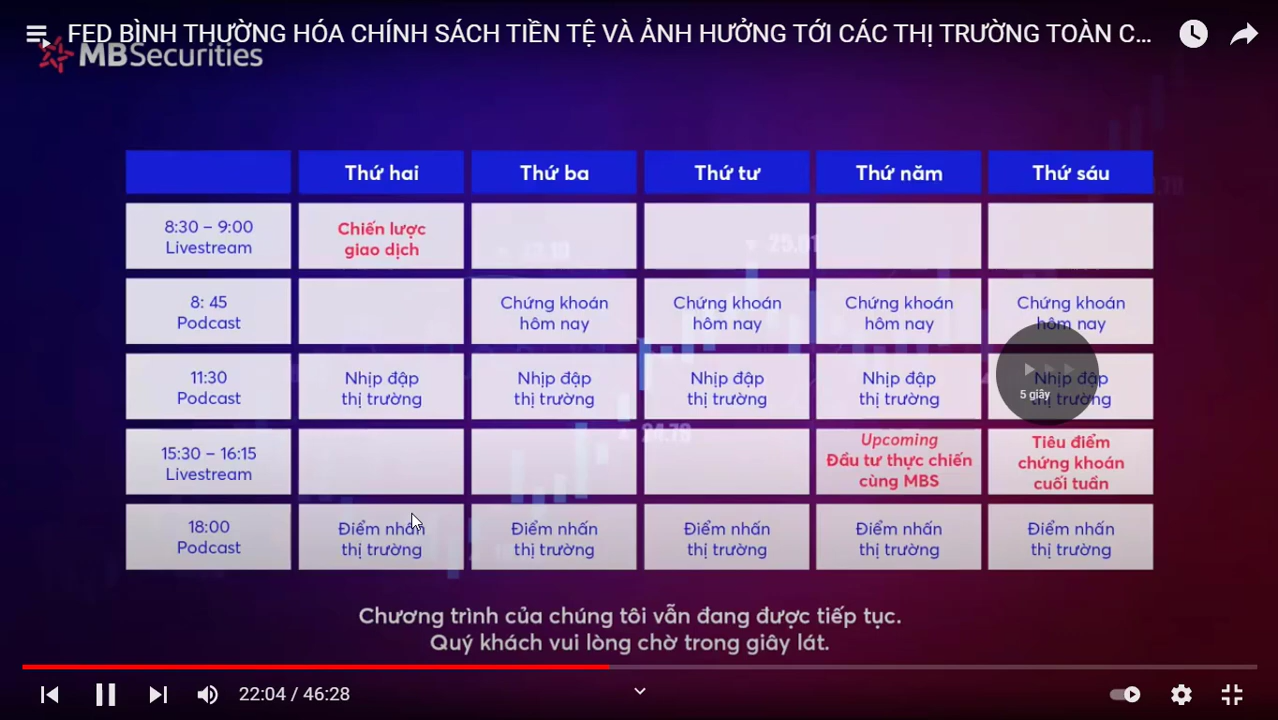 FED BÌNH THƯỜNG HÓA CHÍNH SÁCH TIỀN TỆ VÀ ẢNH HƯỞNG TỚI CÁC THỊ TRƯỜNG TOÀN C...
MBSecurities
Thứ hai Thứ ba Thứ tư Thứ năm Thứ sáu
8:30 – 9:00
Livestream
Chiến lược
giao dịch
8: 45
Podcast
Chứng khoán
hôm nay
Chứng khoán
hôm nay
Chứng khoán
hôm nay
Chứng khoán
hôm nay
11:30
Podcast
Nhịp đập
thị trường
Nhịp đập
thị trường
Nhịp đập
thị trường
Nhịp đập
thị trường
Nhịp đập
thị trường
5 giây
15:30 – 16:15
Livestream
Upcoming
Đầu tư thực chiến
cùng MBS
Tiêu điểm
chứng khoán
cuối tuần
18:00
Podcast
Điểm nhấn
thị trường
Điểm nhấn
thị trường
Điểm nhấn
thị trường
Điểm nhấn
thị trường
Điểm nhấn
thị trường
Chương trình của chúng tôi vẫn đang được tiếp tục.
Quý khách vui lòng chờ trong giây lát.
22:04 / 46:28